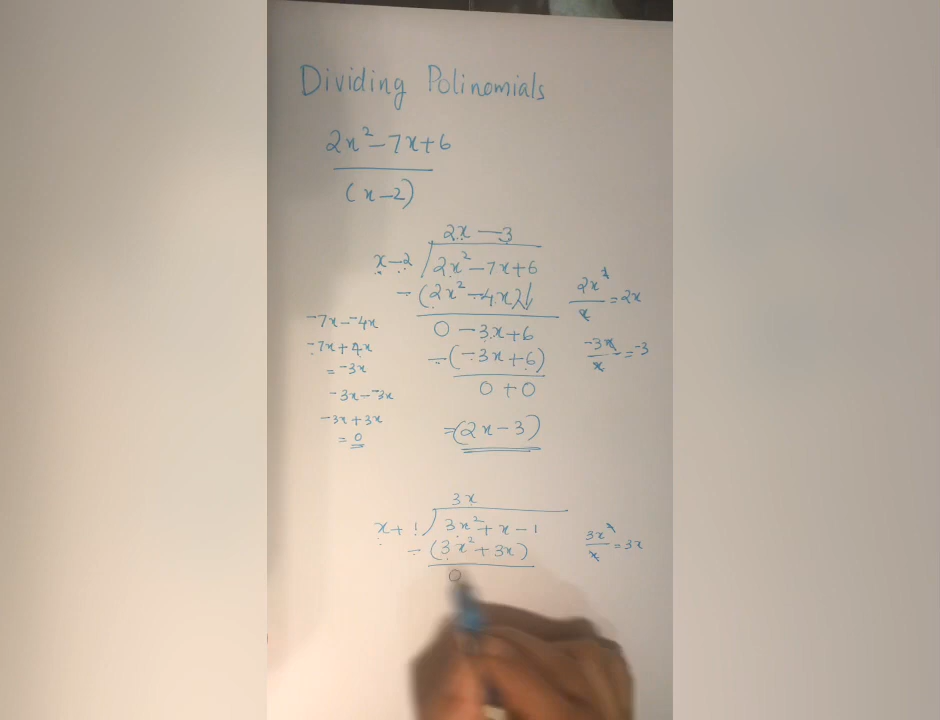 Dividing Polinomials
2x² - 7x + 6
(x - 2)
2x - 3
x - 2 2x² - 7x + 6
- (2x² - 4x)↓
2x²
x = 2x
0 - 3x + 6
- (-3x + 6)
0 + 0
-3x
x = -3
-7x - -4x
-7x + 4x
= -3x
-3x - -3x
-3x + 3x
= 0
= (2x - 3)
3x
x + 1 3x² + x - 1
- (3x² + 3x)
0
3x²
x = 3x